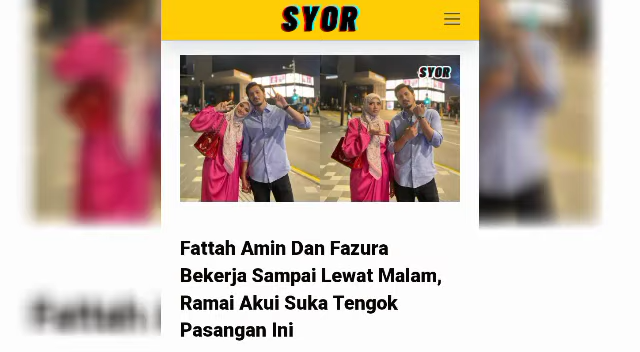 SYOR
SYOR
Fattah Amin Dan Fazura
Bekerja Sampai Lewat Malam,
Ramai Akui Suka Tengok
Pasangan Ini